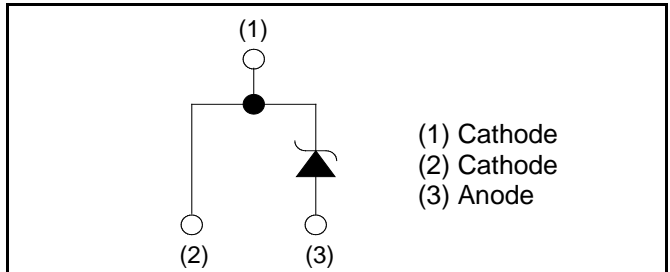 (1)
(1) Cathode
(2) Cathode
(3) Anode
(2) (3)